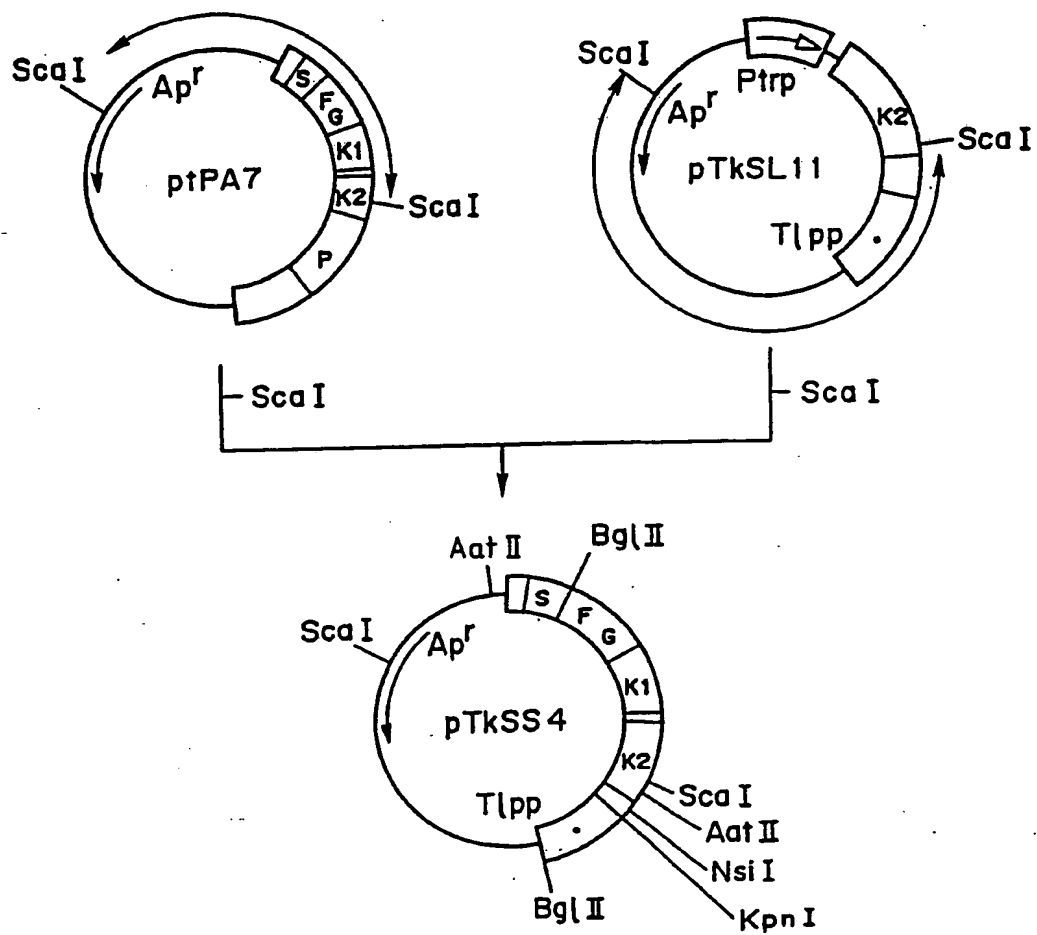 ScaI
Apʳ
ptPA7
S
F
G
K1
K2
P
ScaI
ScaI
Ptrp
Apʳ
pTkSL11
K2
ScaI
Tlpp
ScaI
ScaI
AatII
BglII
ScaI
Apʳ
S
F
G
K1
pTkSS4
K2
Tlpp
ScaI
AatII
NsiI
BglII
KpnI